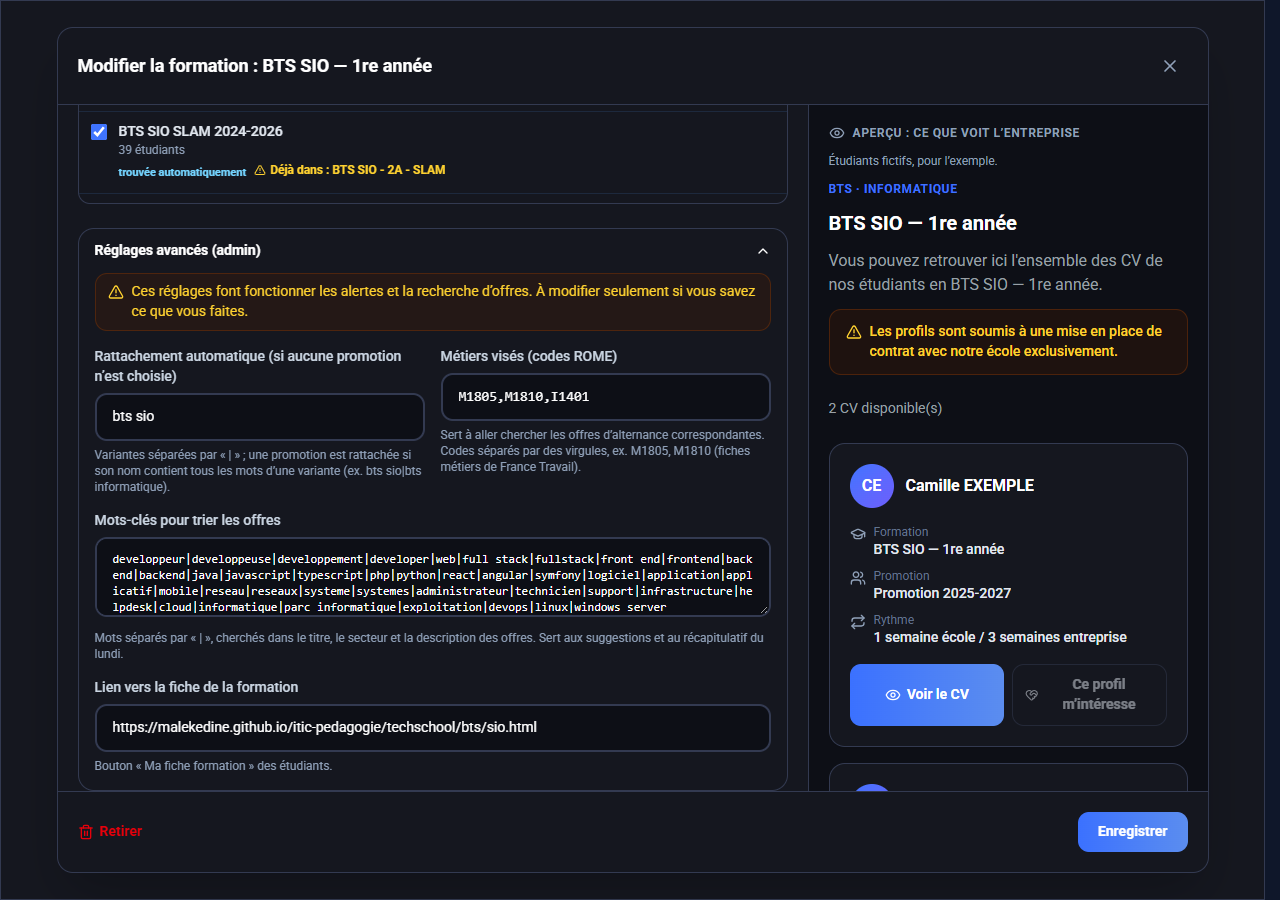 Modifier la formation : BTS SIO — 1re année
BTS SIO SLAM 2024-2026
39 étudiants
trouvée automatiquement
Déjà dans : BTS SIO - 2A - SLAM
Réglages avancés (admin)
Ces réglages font fonctionner les alertes et la recherche d’offres. À modifier seulement si vous savez
ce que vous faites.
Rattachement automatique (si aucune promotion
n’est choisie)
bts sio
Variantes séparées par « | » ; une promotion est rattachée si
son nom contient tous les mots d’une variante (ex. bts sio|bts
informatique).
Métiers visés (codes ROME)
M1805,M1810,I1401
Sert à aller chercher les offres d’alternance correspondantes.
Codes séparés par des virgules, ex. M1805, M1810 (fiches
métiers de France Travail).
Mots-clés pour trier les offres
developpeur|developpeuse|developpement|developer|web|full stack|fullstack|front end|frontend|back
end|backend|java|javascript|typescript|php|python|react|angular|symfony|logiciel|application|appl
icatif|mobile|reseau|reseaux|systeme|systemes|administrateur|technicien|support|infrastructure|he
lpdesk|cloud|informatique|parc informatique|exploitation|devops|linux|windows server
Mots séparés par « | », cherchés dans le titre, le secteur et la description des offres. Sert aux suggestions et au récapitulatif du
lundi.
Lien vers la fiche de la formation
https://malekedine.github.io/itic-pedagogie/techschool/bts/sio.html
Bouton « Ma fiche formation » des étudiants.
APERÇU : CE QUE VOIT L’ENTREPRISE
Étudiants fictifs, pour l’exemple.
BTS · INFORMATIQUE
BTS SIO — 1re année
Vous pouvez retrouver ici l'ensemble des CV de
nos étudiants en BTS SIO — 1re année.
Les profils sont soumis à une mise en place de
contrat avec notre école exclusivement.
2 CV disponible(s)
CE
Camille EXEMPLE
Formation
BTS SIO — 1re année
Promotion
Promotion 2025-2027
Rythme
1 semaine école / 3 semaines entreprise
Voir le CV
Ce profil
m’intéresse
Retirer
Enregistrer